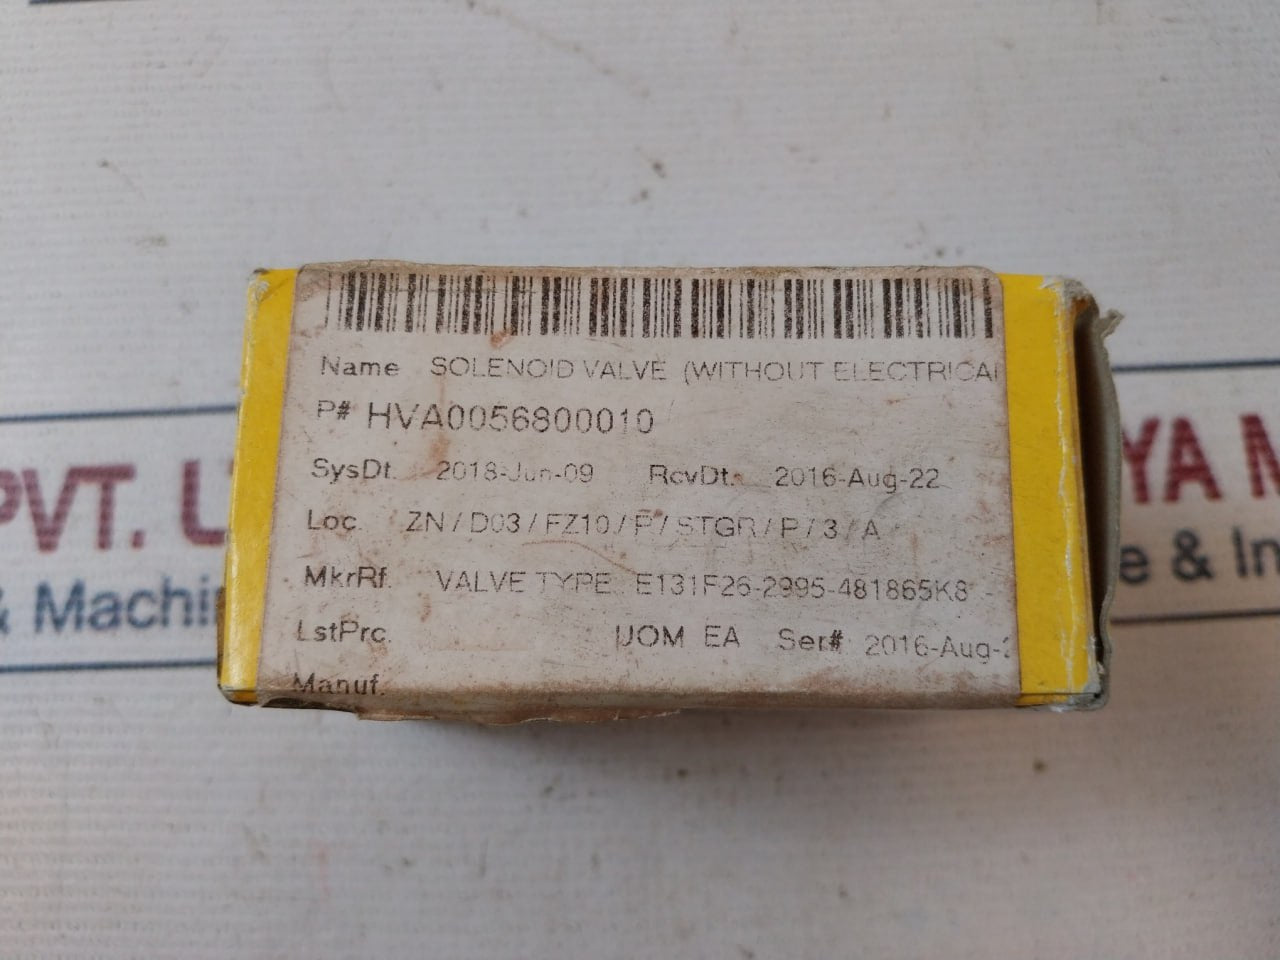 Name SOLENOID VALVE (WITHOUT ELECTRICAL
P# HVA0056800010
SysDt. 2018-Jun-09 RcvDt. 2016-Aug-22
Loc. ZN / D03 / FZ10 / P / STGR / P / 3 / A
MkrRf. VALVE TYPE E131F26-2995-481865K8 -
LstPrc. UOM EA Ser# 2016-Aug-2
Manuf.
PVT. YA M
& Machin e & In